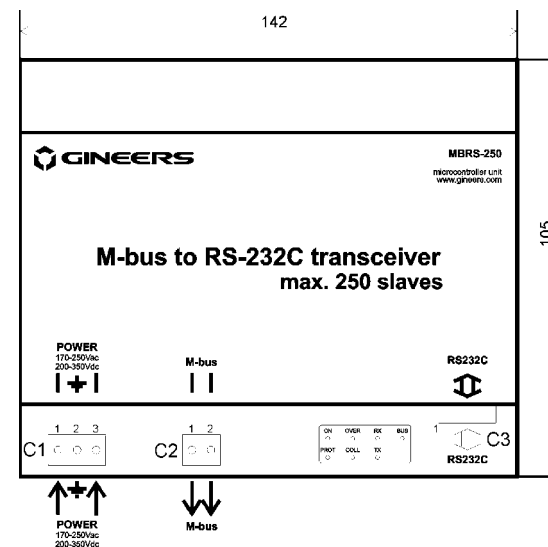 142
GINEERS
MBRS-250
microcontroller unit
www.gineers.com
105
M-bus to RS-232C transceiver
max. 250 slaves
POWER
170-250Vac
200-350Vdc
M-bus
RS232C
1 2 3
1 2
1
C1
C2
C3
ON OVER RX BUS
PROT COLL TX
RS232C
POWER
170-250Vac
200-350Vdc
M-bus